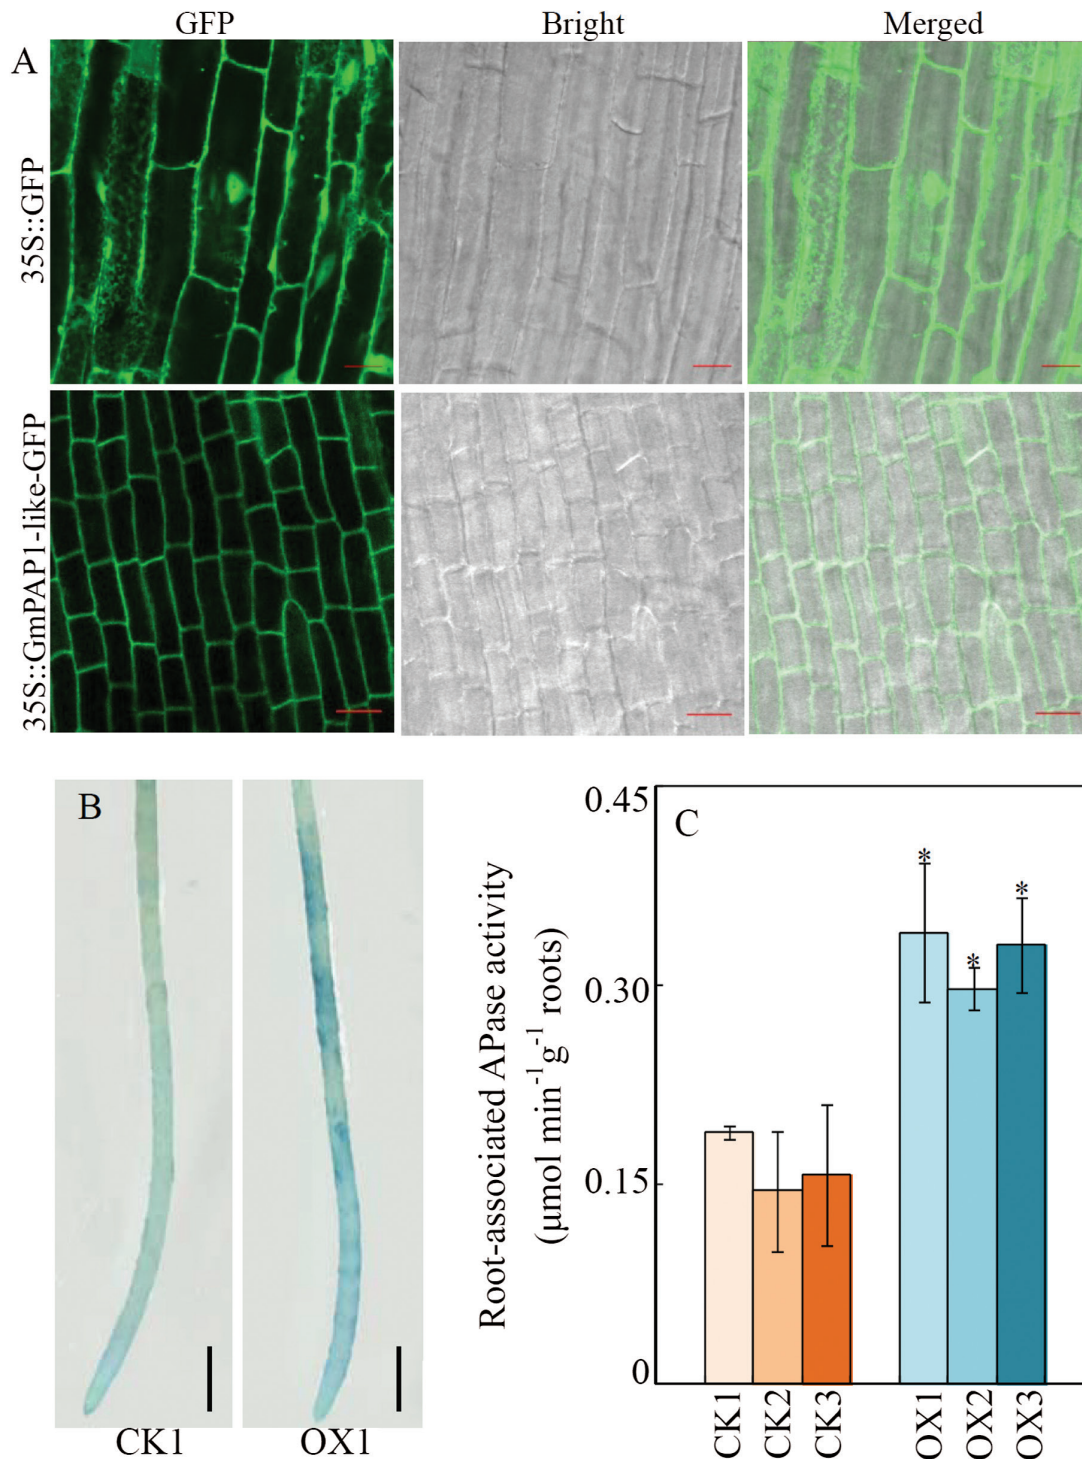 GFP Bright Merged
A
35S::GFP
35S::GmPAP1-like-GFP
B
CK1 OX1
C
Root-associated APase activity
(μmol min⁻¹g⁻¹ roots)
0.45
0.30
0.15
0
* * *
CK1 CK2 CK3 OX1 OX2 OX3